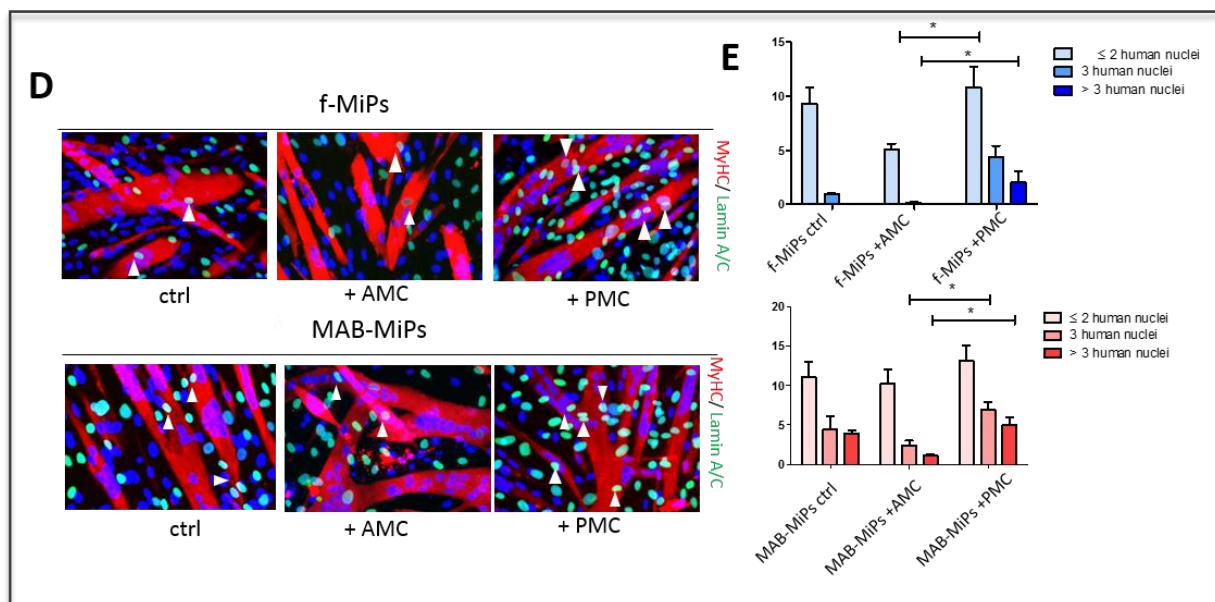 D
f-MiPs
ctrl
+ AMC
+ PMC
MyHC/ Lamin A/C
MAB-MiPs
ctrl
+ AMC
+ PMC
MyHC/ Lamin A/C
E
15
10
5
0
*
*
≤ 2 human nuclei
3 human nuclei
> 3 human nuclei
f-MiPs ctrl
f-MiPs +AMC
f-MiPs +PMC
20
15
10
5
0
*
*
≤ 2 human nuclei
3 human nuclei
> 3 human nuclei
MAB-MiPs ctrl
MAB-MiPs +AMC
MAB-MiPs +PMC